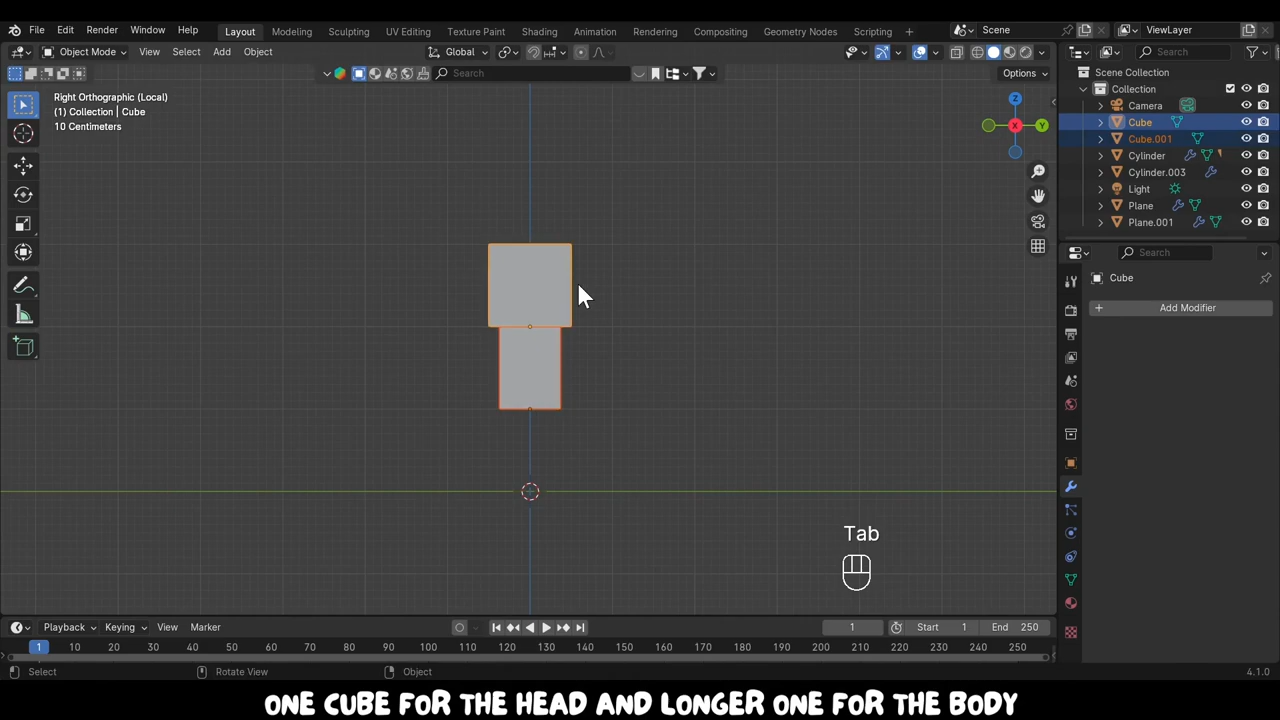 File Edit Render Window Help Layout Modeling Sculpting UV Editing Texture Paint Shading Animation Rendering Compositing Geometry Nodes Scripting + Scene ViewLayer
Object Mode View Select Add Object Global Search
Search Options
Right Orthographic (Local)
(1) Collection | Cube
10 Centimeters
Z
X
Y
Scene Collection
Collection
Camera
Cube
Cube.001
Cylinder
Cylinder.003
Light
Plane
Plane.001
Search
Cube
+ Add Modifier
Tab
Playback Keying View Marker 1 Start 1 End 250
1 10 20 30 40 50 60 70 80 90 100 110 120 130 140 150 160 170 180 190 200 210 220 230 240 250
Select Rotate View Object 4.1.0
ONE CUBE FOR THE HEAD AND LONGER ONE FOR THE BODY